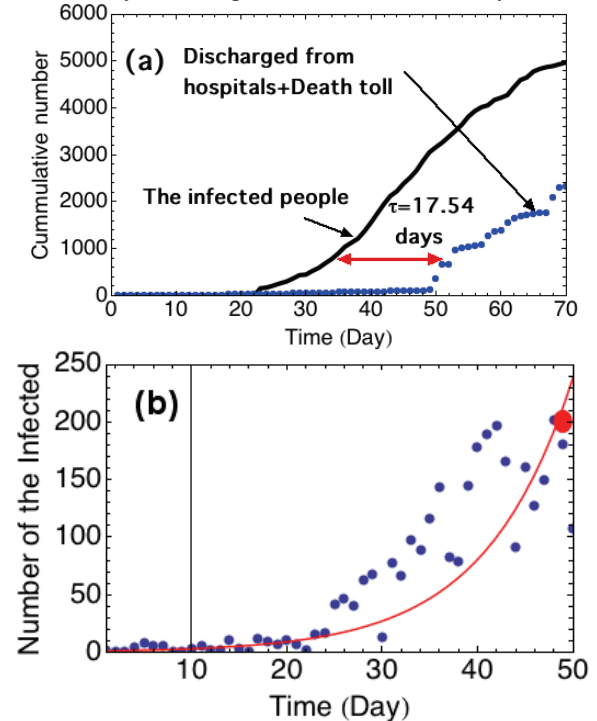 6000
5000
4000
3000
2000
1000
0
Cummulative number
(a)
Discharged from
hospitals+Death toll
The infected people
τ=17.54
days
0 10 20 30 40 50 60 70
Time (Day)
250
200
150
100
50
0
Number of the Infected
(b)
10 20 30 40 50
Time (Day)